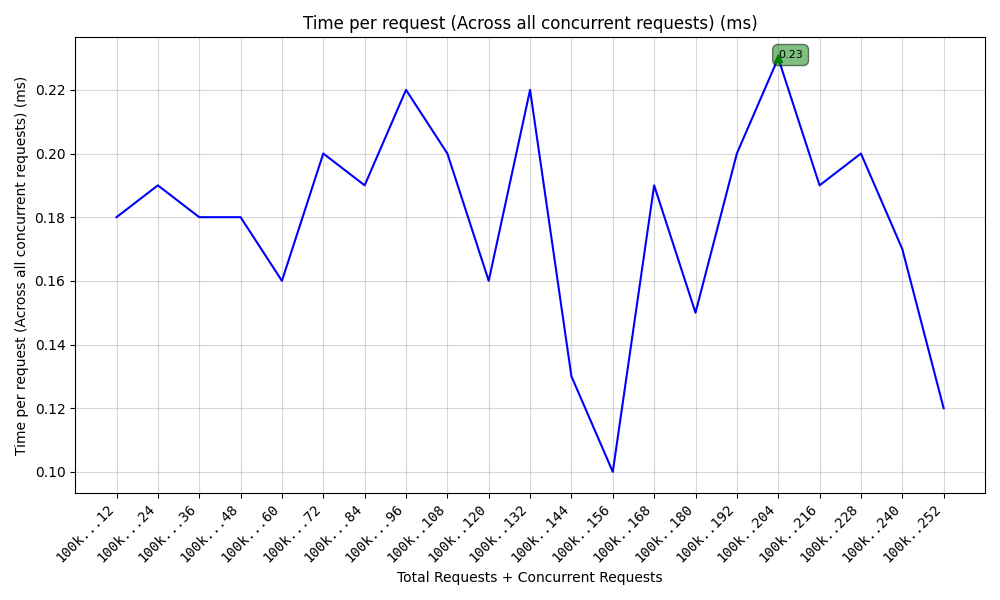 Time per request (Across all concurrent requests) (ms)
0.23
Time per request (Across all concurrent requests) (ms)
0.22
0.20
0.18
0.16
0.14
0.12
0.10
100k...12
100k...24
100k...36
100k...48
100k...60
100k...72
100k...84
100k...96
100k..108
100k..120
100k..132
100k..144
100k..156
100k..168
100k..180
100k..192
100k..204
100k..216
100k..228
100k..240
100k..252
Total Requests + Concurrent Requests